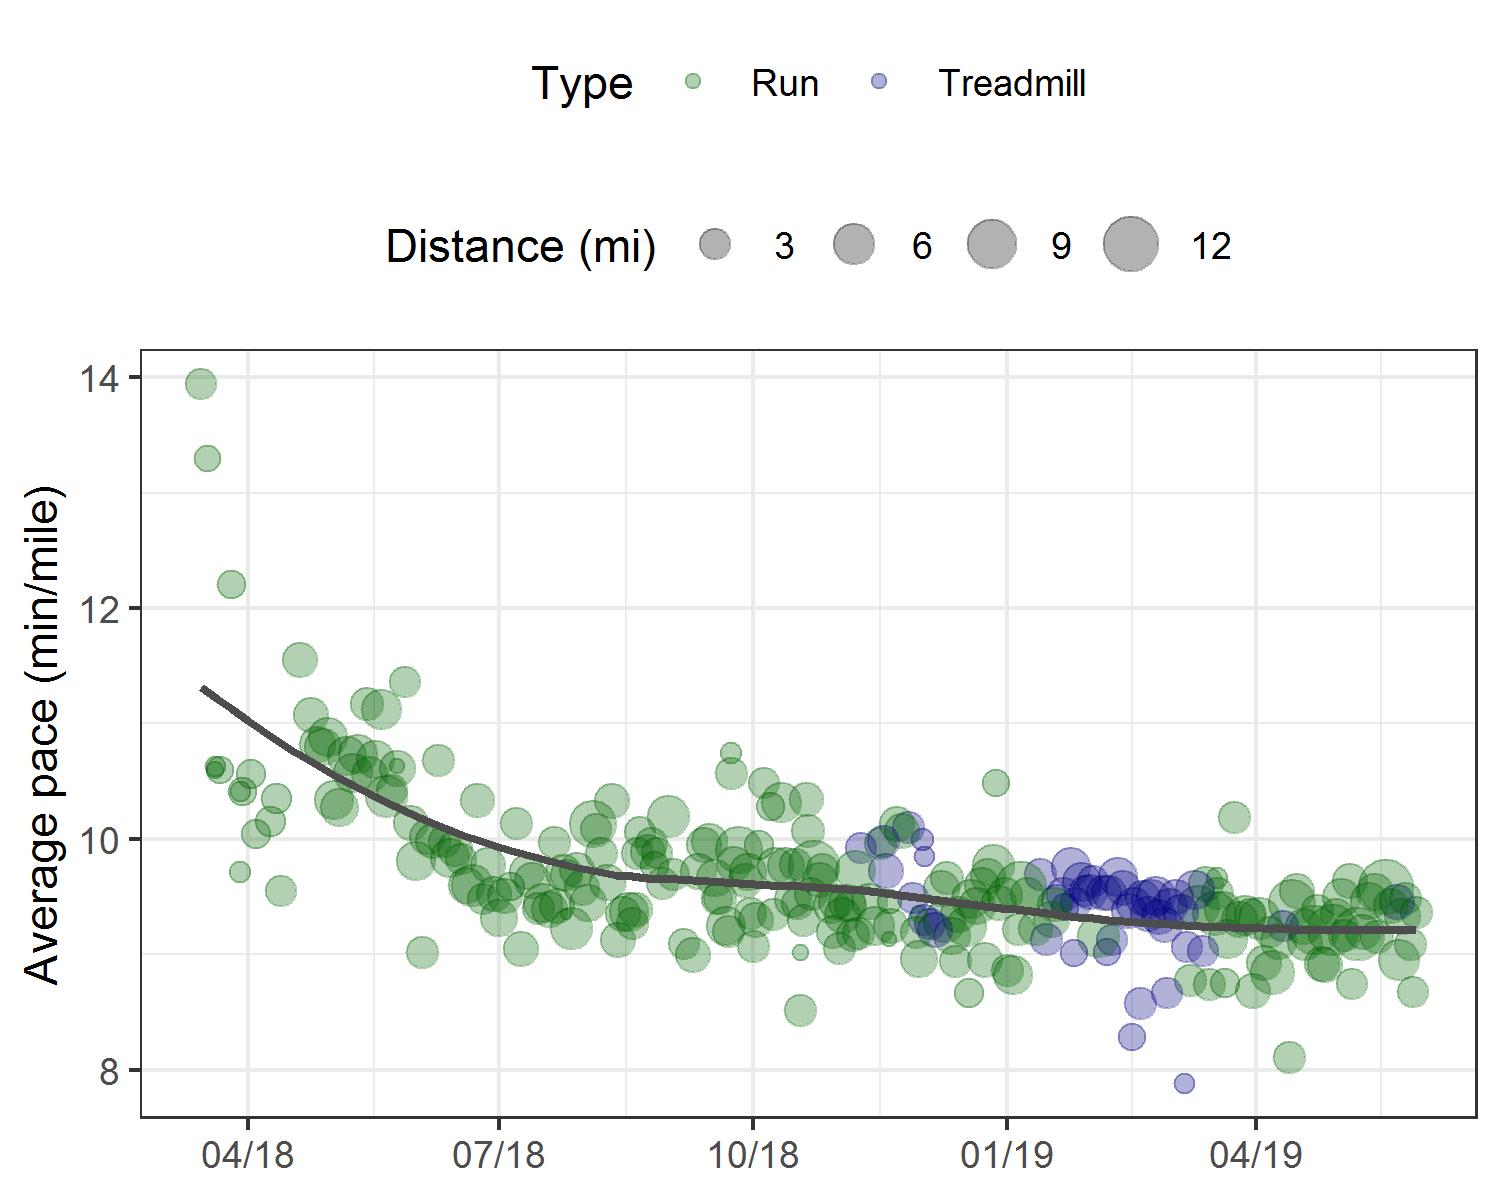 Type Run Treadmill
Distance (mi) 3 6 9 12
Average pace (min/mile)
14
12
10
8
04/18 07/18 10/18 01/19 04/19